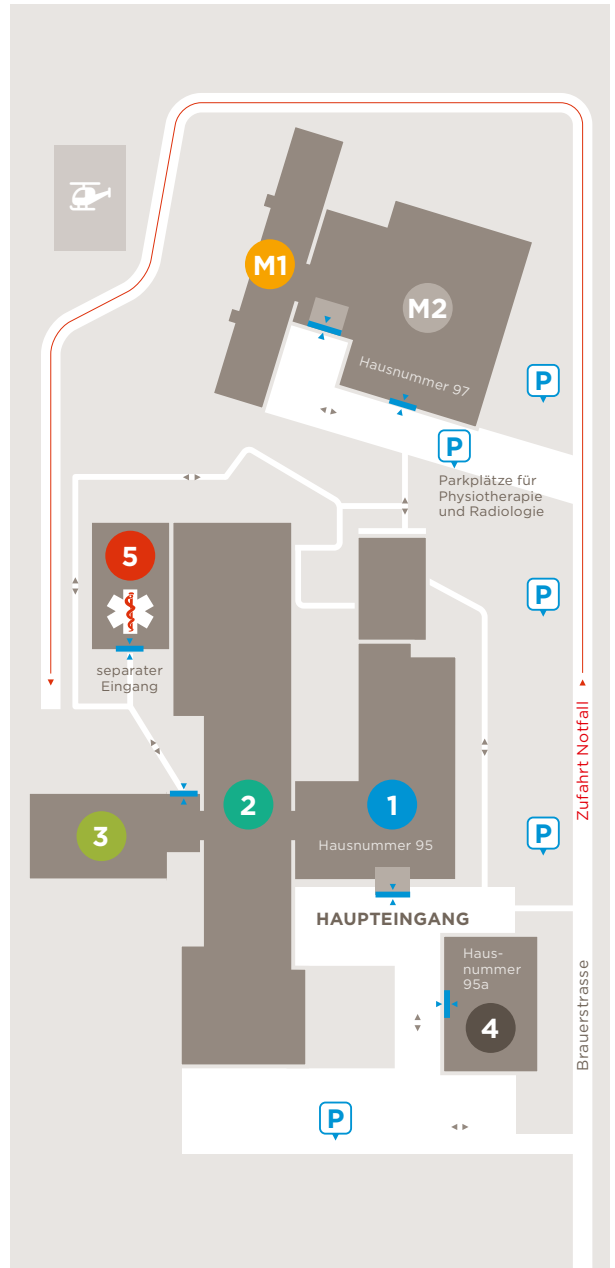 M1
M2
Hausnummer 97
P
P
Parkplätze für
Physiotherapie
und Radiologie
5
separater
Eingang
P
Zufahrt Notfall
2
1
3
Hausnummer 95
P
HAUPTEINGANG
Haus-
nummer
95a
4
Brauerstrasse
P